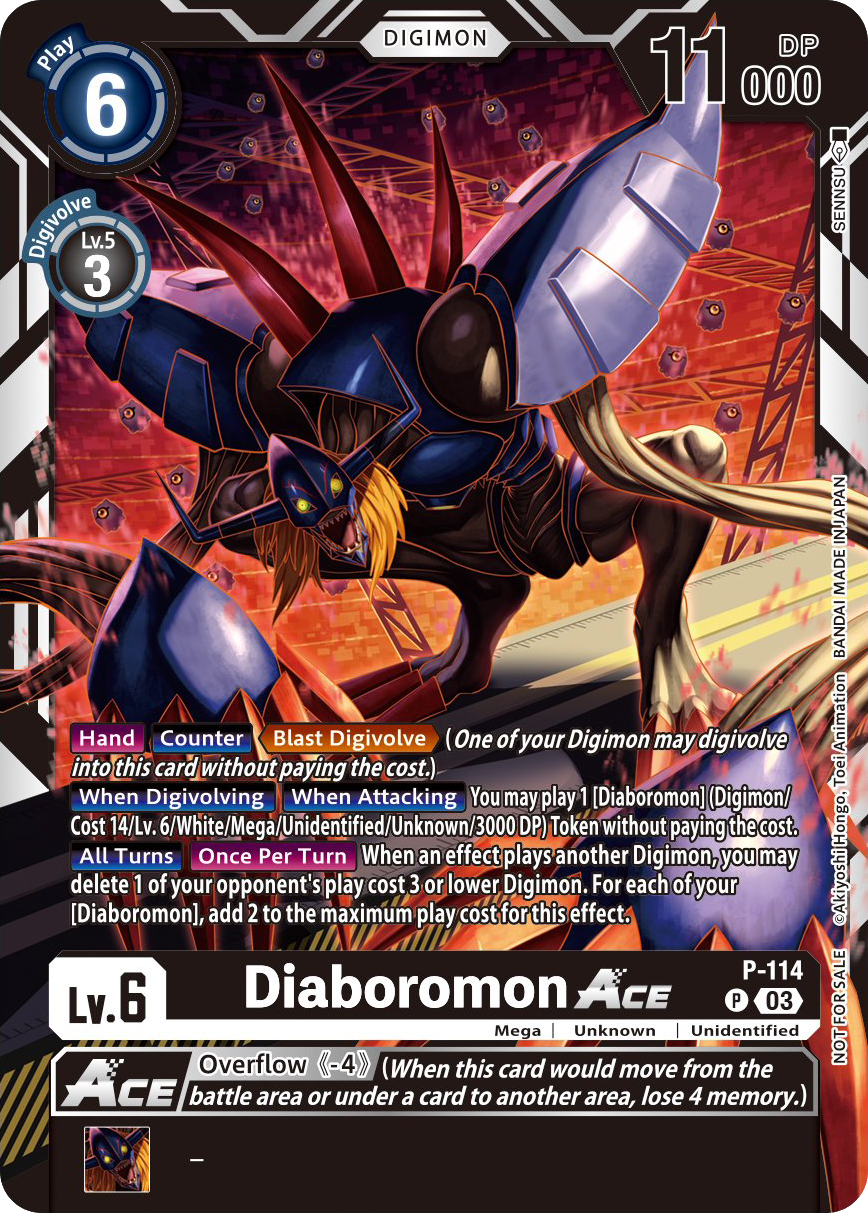 DIGIMON
Play
6
11000
DP
Digivolve
Lv.5
3
SENNSU
Hand Counter Blast Digivolve (One of your Digimon may digivolve
into this card without paying the cost.)
When Digivolving When Attacking You may play 1 [Diaboromon] (Digimon/
Cost 14/Lv. 6/White/Mega/Unidentified/Unknown/3000 DP) Token without paying the cost.
All Turns Once Per Turn When an effect plays another Digimon, you may
delete 1 of your opponent's play cost 3 or lower Digimon. For each of your
[Diaboromon], add 2 to the maximum play cost for this effect.
©Akiyoshi Hongo, Toei Animation BANDAI MADE IN JAPAN
NOT FOR SALE
Lv.6
Diaboromon ACE
P-114
P 03
Mega | Unknown | Unidentified
ACE
Overflow 《-4》 (When this card would move from the
battle area or under a card to another area, lose 4 memory.)
–